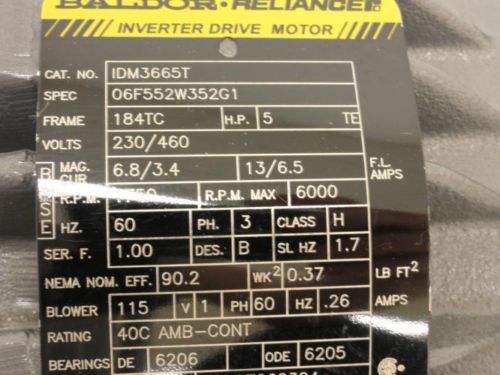 BALDOR • RELIANCE
INVERTER DRIVE MOTOR
CAT. NO. IDM3665T
SPEC 06F552W352G1
FRAME 184TC H.P. 5 TE
VOLTS 230/460
MAG. CUR 6.8/3.4 13/6.5 F.L. AMPS
R.P.M. R.P.M. MAX 6000
BASE HZ. 60 PH. 3 CLASS H
SER. F. 1.00 DES. B SL HZ 1.7
NEMA NOM. EFF. 90.2 WK² 0.37 LB FT²
BLOWER 115 V 1 PH 60 HZ .26 AMPS
RATING 40C AMB-CONT
BEARINGS DE 6206 ODE 6205